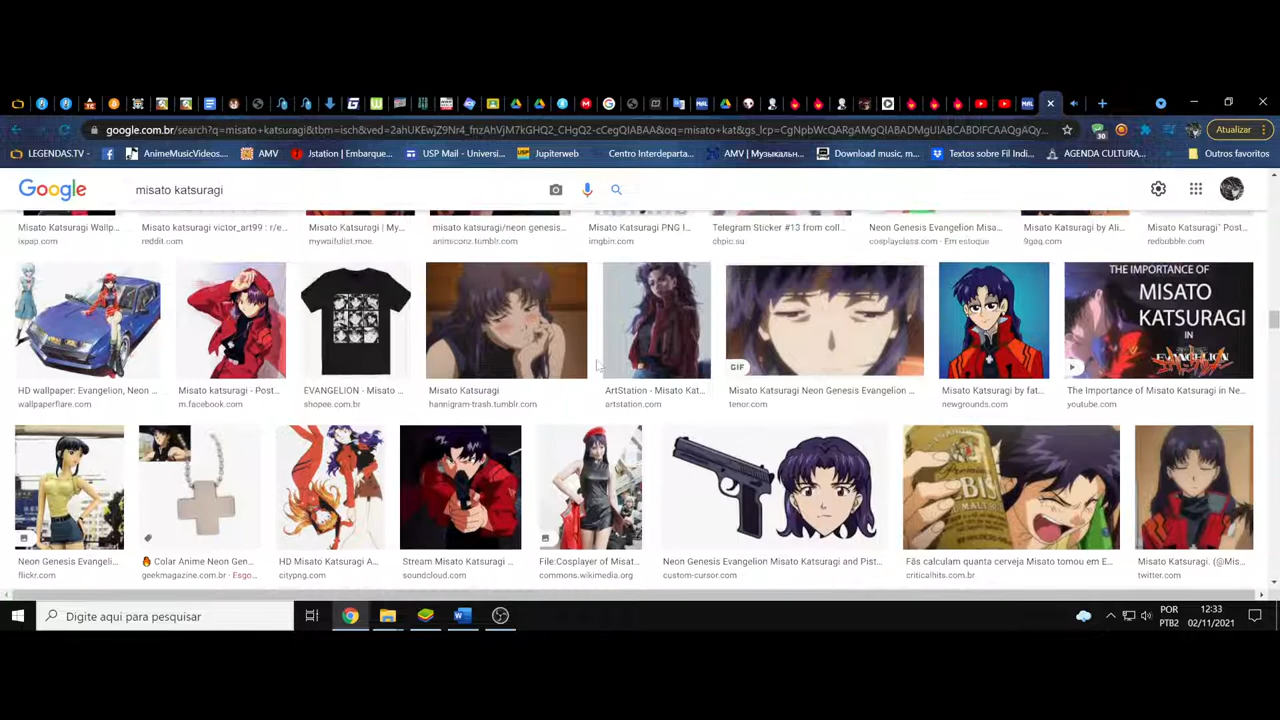 google.com.br/search?q=misato+katsuragi&tbm=isch&ved=2ahUKEwjZ9Nr4_fnzAhVjM7kGHQ2_CHgQ2-cCegQIABAA&oq=misato+kat&gs_lcp=CgNpbWcQARgAMgQIABADMgUIABCABDIFCAAQgAQy...
Atualizar
LEGENDAS.TV - AnimeMusicVideos.... AMV Jstation | Embarque... USP Mail - Universi... Jupiterweb Centro Interdeparta... AMV | Музыкальн... Download music, m... Textos sobre Fil Indi... AGENDA CULTURA... Outros favoritos
Google misato katsuragi
Misato Katsuragi Wallp... Misato Katsuragi victor_art99 : r/e... Misato Katsuragi | My... misato katsuragi/neon genesis... Misato Katsuragi PNG I... Telegram Sticker #13 from coll... Neon Genesis Evangelion Misa... Misato Katsuragi by Ali... Misato Katsuragi" Post...
ixpap.com reddit.com mywaifulist.moe. animsconz.tumblr.com imgbin.com chpic.su cosplayclass.com - Em estoque 9gag.com redbubble.com
THE IMPORTANCE OF
MISATO
KATSURAGI
IN
EVANGELION
GIF
HD wallpaper: Evangelion, Neon ... Misato katsuragi - Post... EVANGELION - Misato ... Misato Katsuragi ArtStation - Misato Kat... Misato Katsuragi Neon Genesis Evangelion ... Misato Katsuragi by fat... The Importance of Misato Katsuragi in Ne...
wallpaperflare.com m.facebook.com shopee.com.br hannigram-trash.tumblr.com artstation.com tenor.com newgrounds.com youtube.com
Neon Genesis Evangeli... Colar Anime Neon Gen... HD Misato Katsuragi A... Stream Misato Katsuragi ... File:Cosplayer of Misat... Neon Genesis Evangelion Misato Katsuragi and Pist... Fãs calculam quanta cerveja Misato tomou em E... Misato Katsuragi. (@Mis...
flickr.com geekmagazine.com.br - Esgo... citypng.com soundcloud.com commons.wikimedia.org custom-cursor.com criticalhits.com.br twitter.com
Digite aqui para pesquisar
POR
PTB2
12:33
02/11/2021